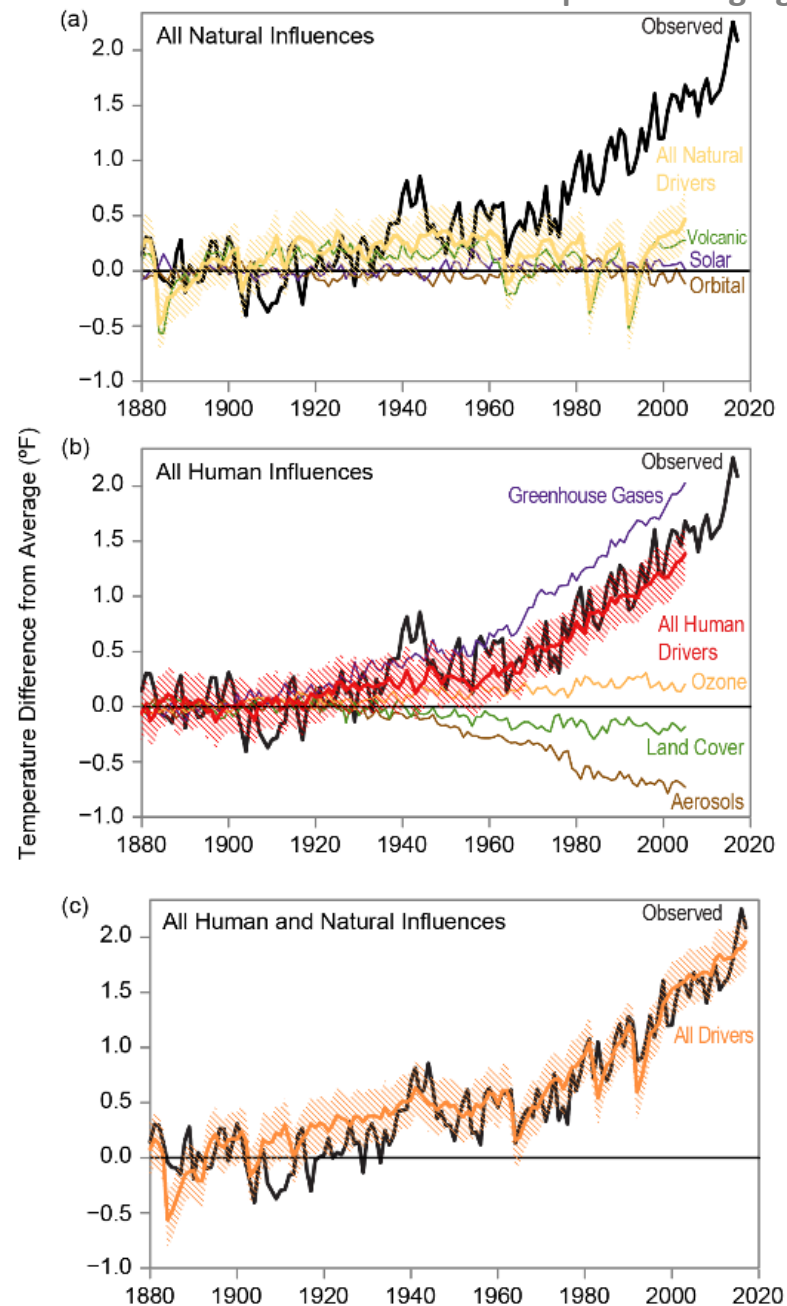 (a)
All Natural Influences
Observed
2.0
1.5
1.0
All Natural
Drivers
0.5
Volcanic
Solar
0.0
Orbital
−0.5
−1.0
1880 1900 1920 1940 1960 1980 2000 2020
Temperature Difference from Average (ºF)
(b)
All Human Influences
Observed
2.0
Greenhouse Gases
1.5
1.0
All Human
Drivers
0.5
Ozone
0.0
Land Cover
−0.5
Aerosols
−1.0
1880 1900 1920 1940 1960 1980 2000 2020
(c)
All Human and Natural Influences
Observed
2.0
1.5
All Drivers
1.0
0.5
0.0
−0.5
−1.0
1880 1900 1920 1940 1960 1980 2000 2020